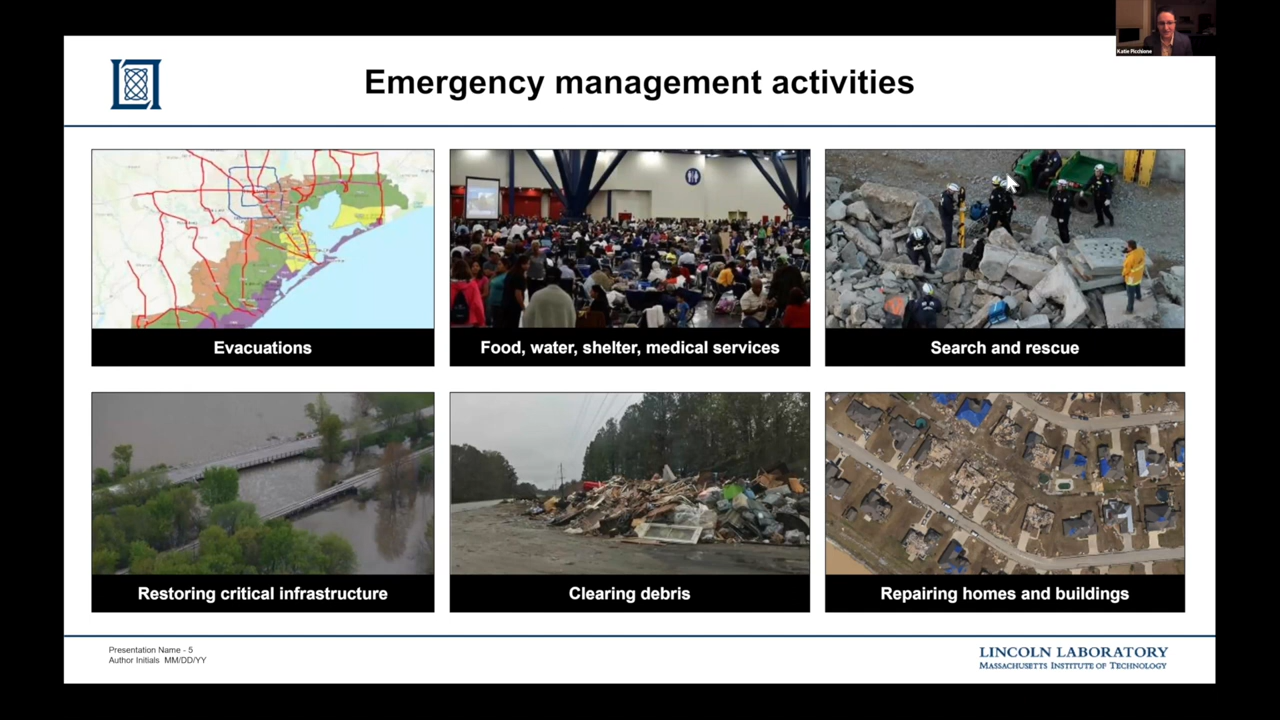 Katie Picchione
Emergency management activities
Evacuations
Food, water, shelter, medical services
Search and rescue
Restoring critical infrastructure
Clearing debris
Repairing homes and buildings
Presentation Name - 5
Author Initials MM/DD/YY
LINCOLN LABORATORY
MASSACHUSETTS INSTITUTE OF TECHNOLOGY